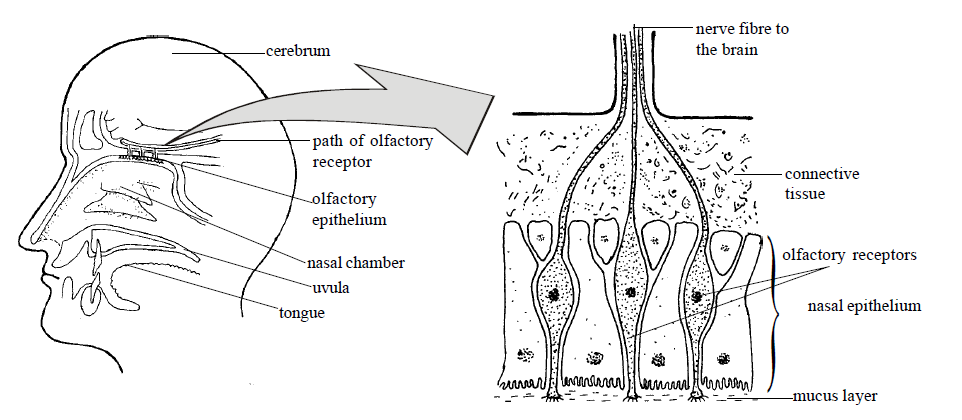 cerebrum
path of olfactory
receptor
olfactory
epithelium
nasal chamber
uvula
tongue
nerve fibre to
the brain
connective
tissue
olfactory receptors
nasal epithelium
mucus layer